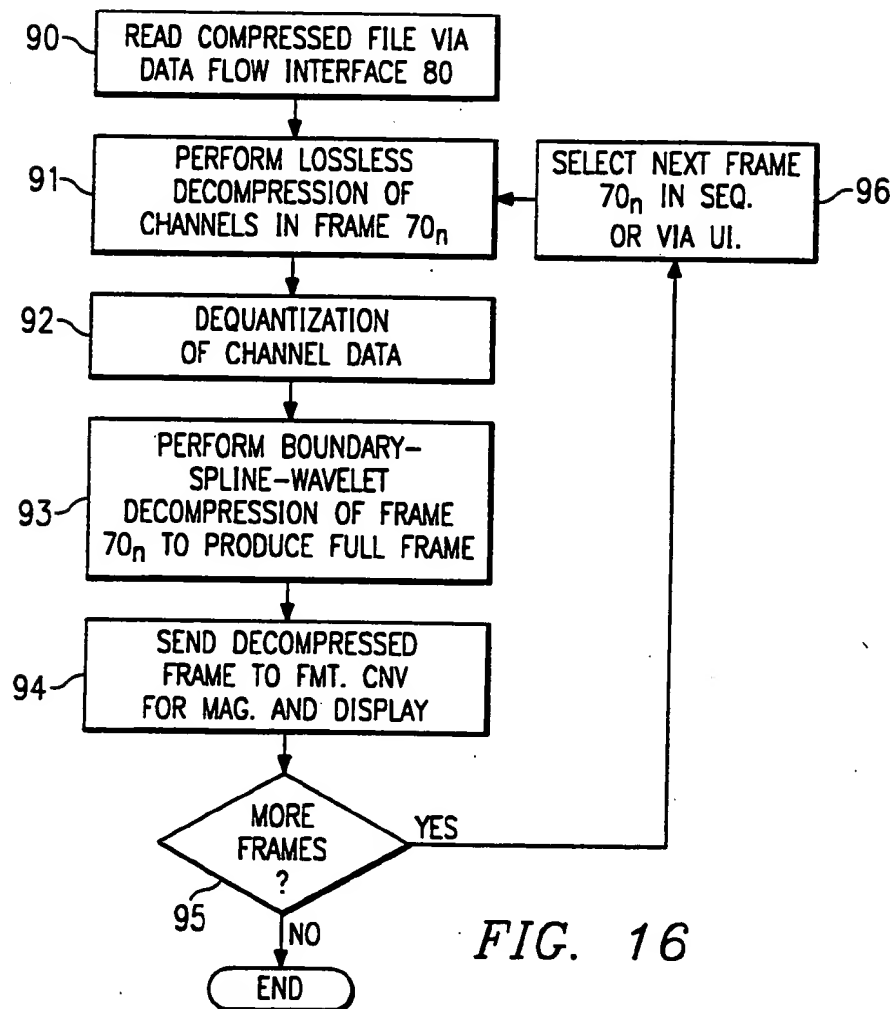 90
READ COMPRESSED FILE VIA
DATA FLOW INTERFACE 80
91
PERFORM LOSSLESS
DECOMPRESSION OF
CHANNELS IN FRAME 70n
SELECT NEXT FRAME
70n IN SEQ.
OR VIA UI.
96
92
DEQUANTIZATION
OF CHANNEL DATA
93
PERFORM BOUNDARY-
SPLINE-WAVELET
DECOMPRESSION OF FRAME
70n TO PRODUCE FULL FRAME
94
SEND DECOMPRESSED
FRAME TO FMT. CNV
FOR MAG. AND DISPLAY
MORE
FRAMES
?
YES
95
NO
END
FIG. 16